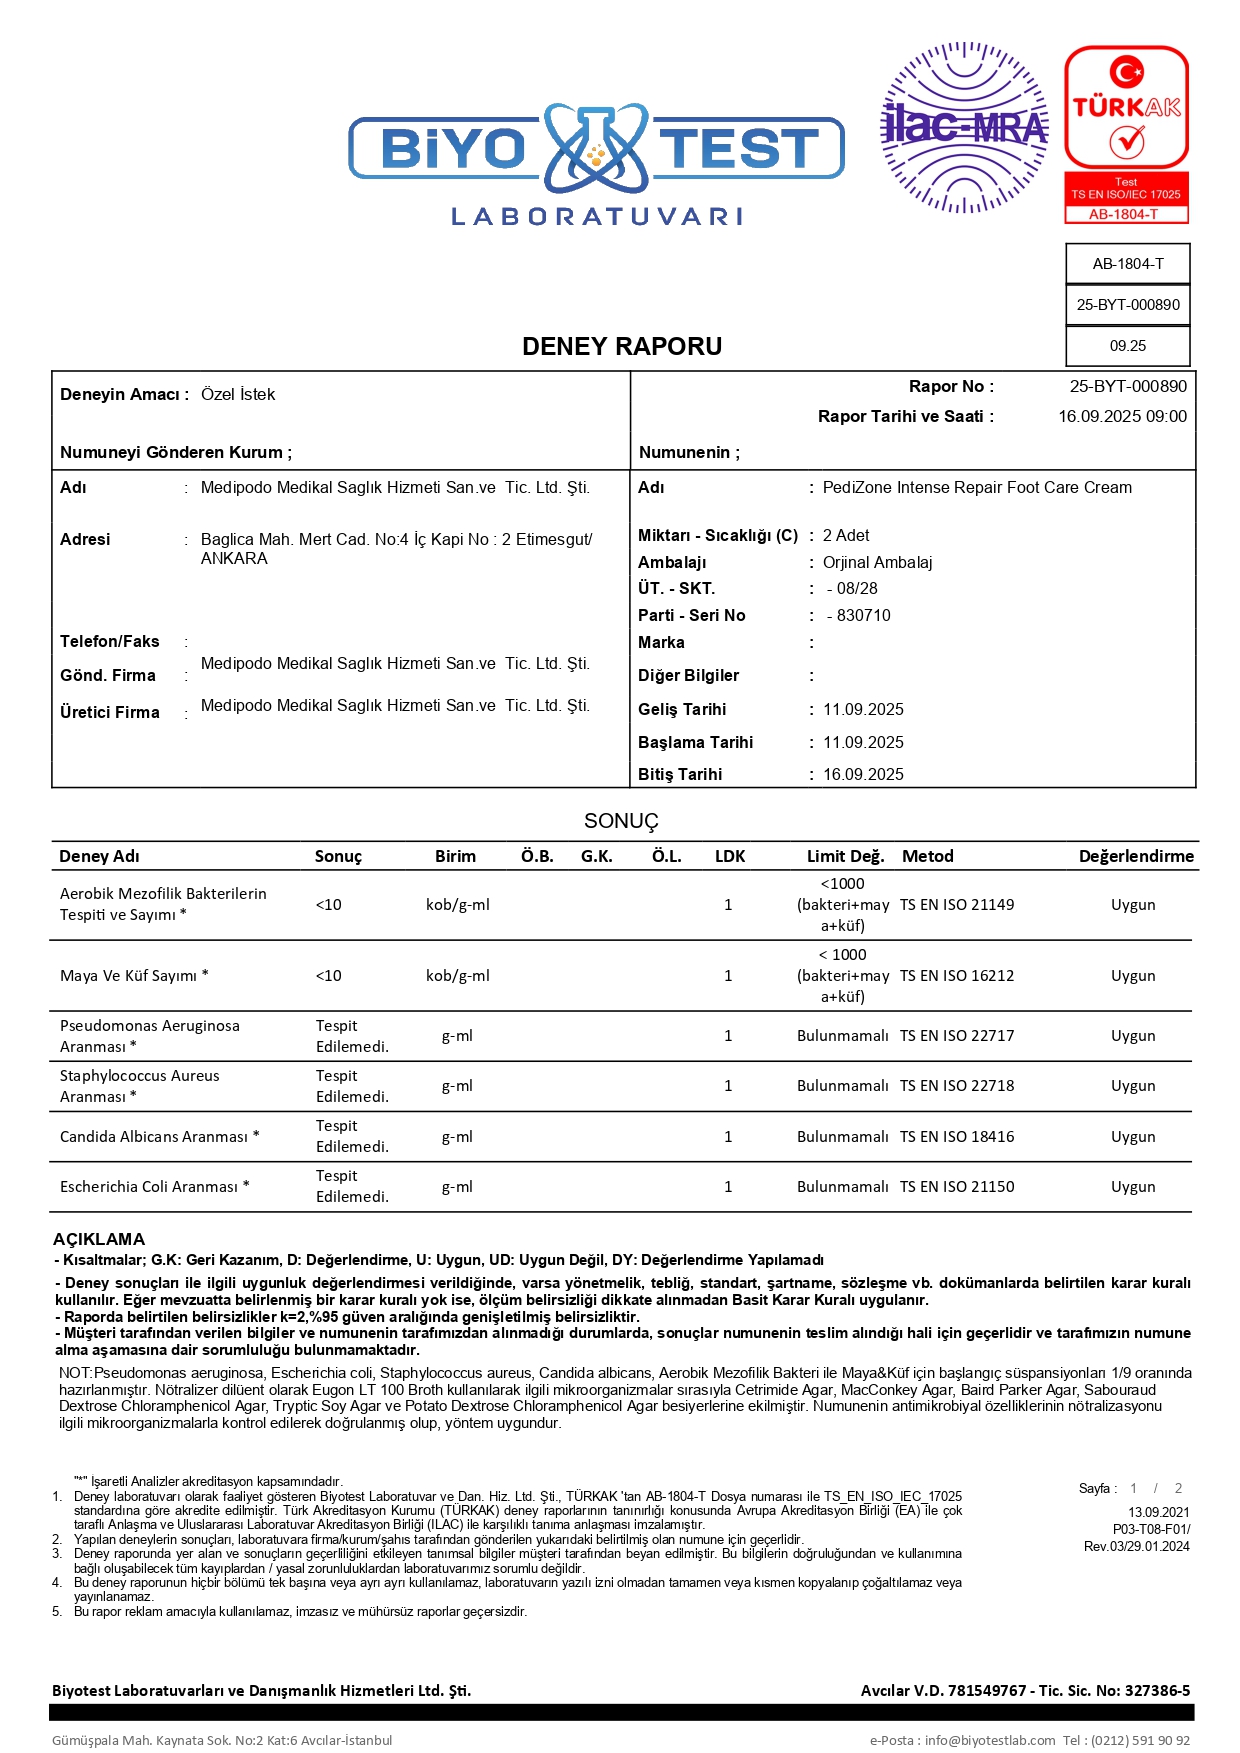 BiYO TEST
LABORATUVARI
ilac-MRA
TÜRKAK
Test
TS EN ISO/IEC 17025
AB-1804-T
AB-1804-T
25-BYT-000890
09.25
DENEY RAPORU
Deneyin Amacı : Özel İstek
Rapor No : 25-BYT-000890
Rapor Tarihi ve Saati : 16.09.2025 09:00
Numuneyi Gönderen Kurum ;
Numunenin ;
Adı : Medipodo Medikal Saglık Hizmeti San.ve Tic. Ltd. Şti.
Adı : PediZone Intense Repair Foot Care Cream
Adresi : Baglica Mah. Mert Cad. No:4 İç Kapi No : 2 Etimesgut/
ANKARA
Miktarı - Sıcaklığı (C) : 2 Adet
Ambalajı : Orjinal Ambalaj
ÜT. - SKT. : - 08/28
Parti - Seri No : - 830710
Telefon/Faks :
Marka :
Gönd. Firma : Medipodo Medikal Saglık Hizmeti San.ve Tic. Ltd. Şti.
Diğer Bilgiler :
Üretici Firma : Medipodo Medikal Saglık Hizmeti San.ve Tic. Ltd. Şti.
Geliş Tarihi : 11.09.2025
Başlama Tarihi : 11.09.2025
Bitiş Tarihi : 16.09.2025
SONUÇ
Deney Adı Sonuç Birim Ö.B. G.K. Ö.L. LDK Limit Değ. Metod Değerlendirme
Aerobik Mezofilik Bakterilerin
Tespiti ve Sayımı * <10 kob/g-ml 1 <1000
(bakteri+may
a+küf) TS EN ISO 21149 Uygun
Maya Ve Küf Sayımı * <10 kob/g-ml 1 < 1000
(bakteri+may
a+küf) TS EN ISO 16212 Uygun
Pseudomonas Aeruginosa
Aranması * Tespit
Edilemedi. g-ml 1 Bulunmamalı TS EN ISO 22717 Uygun
Staphylococcus Aureus
Aranması * Tespit
Edilemedi. g-ml 1 Bulunmamalı TS EN ISO 22718 Uygun
Candida Albicans Aranması * Tespit
Edilemedi. g-ml 1 Bulunmamalı TS EN ISO 18416 Uygun
Escherichia Coli Aranması * Tespit
Edilemedi. g-ml 1 Bulunmamalı TS EN ISO 21150 Uygun
AÇIKLAMA
- Kısaltmalar; G.K: Geri Kazanım, D: Değerlendirme, U: Uygun, UD: Uygun Değil, DY: Değerlendirme Yapılamadı
- Deney sonuçları ile ilgili uygunluk değerlendirmesi verildiğinde, varsa yönetmelik, tebliğ, standart, şartname, sözleşme vb. dokümanlarda belirtilen karar kuralı
kullanılır. Eğer mevzuatta belirlenmiş bir karar kuralı yok ise, ölçüm belirsizliği dikkate alınmadan Basit Karar Kuralı uygulanır.
- Raporda belirtilen belirsizlikler k=2,%95 güven aralığında genişletilmiş belirsizliktir.
- Müşteri tarafından verilen bilgiler ve numunenin tarafımızdan alınmadığı durumlarda, sonuçlar numunenin teslim alındığı hali için geçerlidir ve tarafımızın numune
alma aşamasına dair sorumluluğu bulunmamaktadır.
NOT:Pseudomonas aeruginosa, Escherichia coli, Staphylococcus aureus, Candida albicans, Aerobik Mezofilik Bakteri ile Maya&Küf için başlangıç süspansiyonları 1/9 oranında
hazırlanmıştır. Nötralizer dilüent olarak Eugon LT 100 Broth kullanılarak ilgili mikroorganizmalar sırasıyla Cetrimide Agar, MacConkey Agar, Baird Parker Agar, Sabouraud
Dextrose Chloramphenicol Agar, Tryptic Soy Agar ve Potato Dextrose Chloramphenicol Agar besiyerlerine ekilmiştir. Numunenin antimikrobiyal özelliklerinin nötralizasyonu
ilgili mikroorganizmalarla kontrol edilerek doğrulanmış olup, yöntem uygundur.
"*" İşaretli Analizler akreditasyon kapsamındadır.
1. Deney laboratuvarı olarak faaliyet gösteren Biyotest Laboratuvar ve Dan. Hiz. Ltd. Şti., TÜRKAK 'tan AB-1804-T Dosya numarası ile TS_EN_ISO_IEC_17025
standardına göre akredite edilmiştir. Türk Akreditasyon Kurumu (TÜRKAK) deney raporlarının tanınırlığı konusunda Avrupa Akreditasyon Birliği (EA) İle çok
taraflı Anlaşma ve Uluslararası Laboratuvar Akreditasyon Birliği (ILAC) ile karşılıklı tanıma anlaşması imzalamıştır.
2. Yapılan deneylerin sonuçları, laboratuvara firma/kurum/şahıs tarafından gönderilen yukarıdaki belirtilmiş olan numune için geçerlidir.
3. Deney raporunda yer alan ve sonuçların geçerliliğini etkileyen tanımsal bilgiler müşteri tarafından beyan edilmiştir. Bu bilgilerin doğruluğundan ve kullanımına
bağlı oluşabilecek tüm kayıplardan / yasal zorunluluklardan laboratuvarımız sorumlu değildir.
4. Bu deney raporunun hiçbir bölümü tek başına veya ayrı ayrı kullanılamaz, laboratuvarın yazılı izni olmadan tamamen veya kısmen kopyalanıp çoğaltılamaz veya
yayınlanamaz.
5. Bu rapor reklam amacıyla kullanılamaz, imzasız ve mühürsüz raporlar geçersizdir.
Sayfa : 1 / 2
13.09.2021
P03-T08-F01/
Rev.03/29.01.2024
Biyotest Laboratuvarları ve Danışmanlık Hizmetleri Ltd. Şti.
Avcılar V.D. 781549767 - Tic. Sic. No: 327386-5
Gümüşpala Mah. Kaynata Sok. No:2 Kat:6 Avcılar-İstanbul
e-Posta : info@biyotestlab.com Tel : (0212) 591 90 92